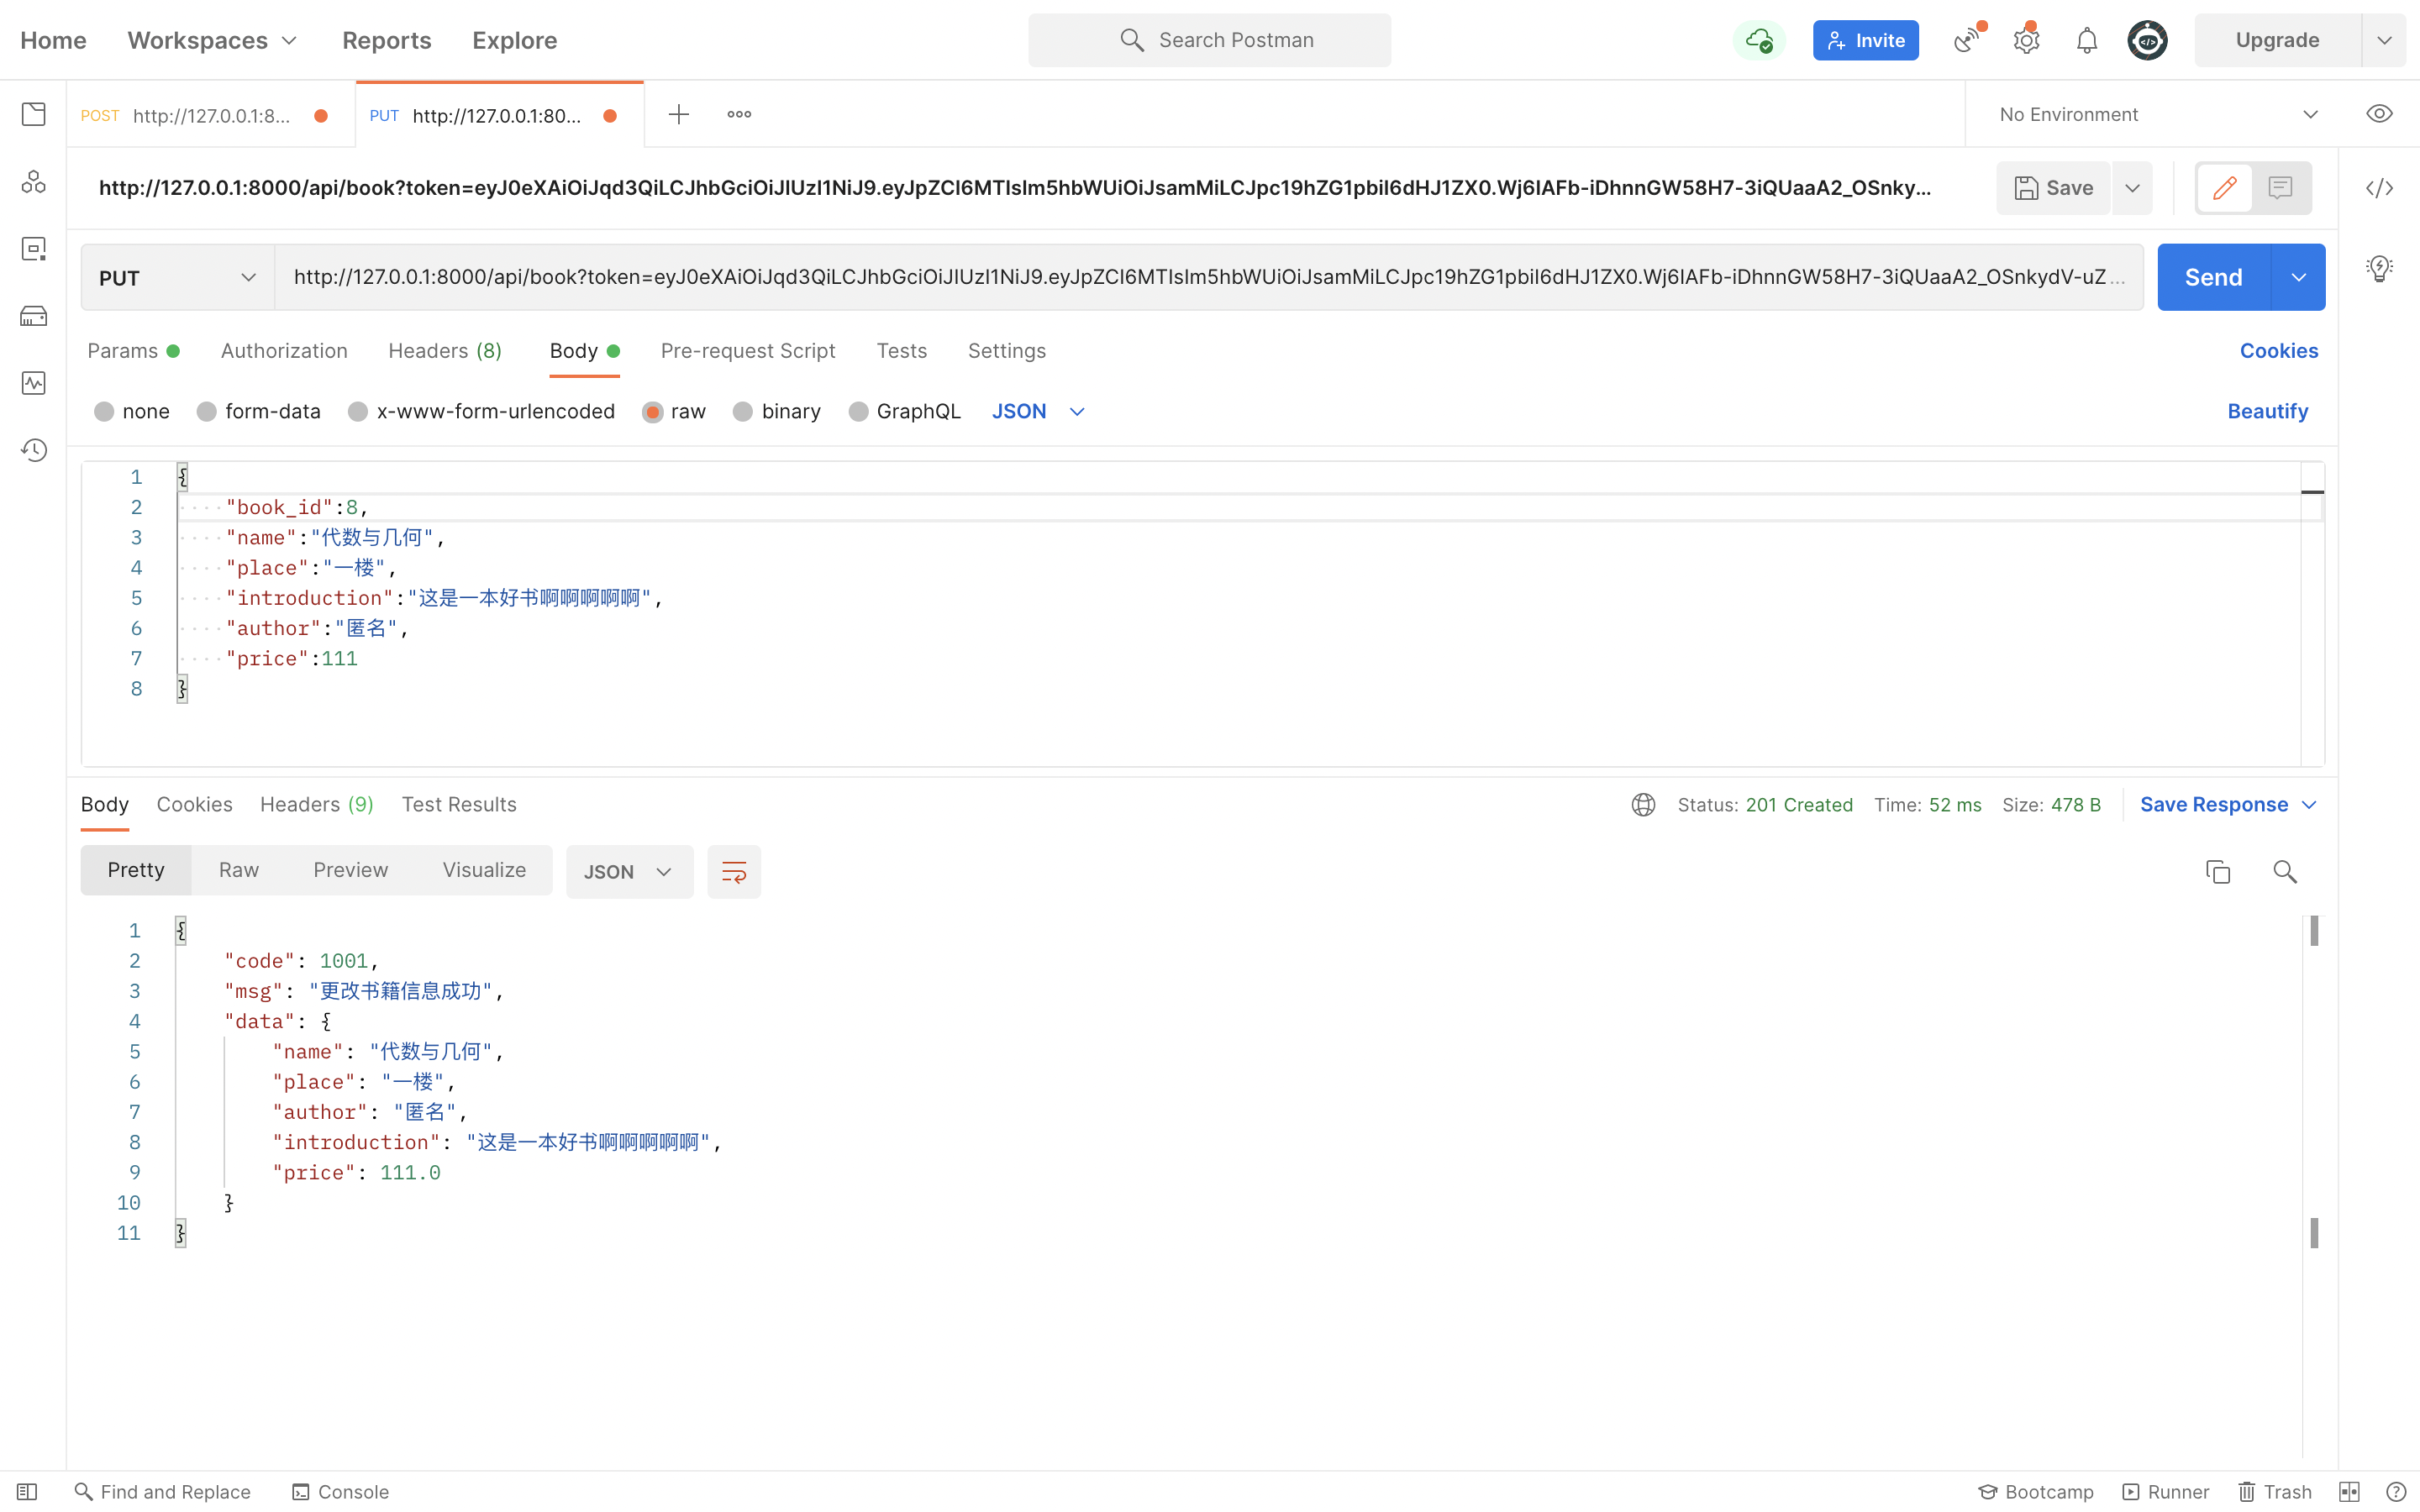 Home Workspaces Reports Explore Search Postman Invite Upgrade
POST http://127.0.0.1:8... PUT http://127.0.0.1:80... No Environment
http://127.0.0.1:8000/api/book?token=eyJ0eXAiOiJqd3QiLCJhbGciOiJIUzI1NiJ9.eyJpZCI6MTIsIm5hbWUiOiJsamMiLCJpc19hZG1pbiI6dHJ1ZX0.Wj6IAFb-iDhnnGW58H7-3iQUaaA2_OSnky... Save
PUT http://127.0.0.1:8000/api/book?token=eyJ0eXAiOiJqd3QiLCJhbGciOiJIUzI1NiJ9.eyJpZCI6MTIsIm5hbWUiOiJsamMiLCJpc19hZG1pbiI6dHJ1ZX0.Wj6IAFb-iDhnnGW58H7-3iQUaaA2_OSnkydV-uZ... Send
Params Authorization Headers (8) Body Pre-request Script Tests Settings Cookies
none form-data x-www-form-urlencoded raw binary GraphQL JSON Beautify
1 {
2 "book_id":8,
3 "name":"代数与几何",
4 "place":"一楼",
5 "introduction":"这是一本好书啊啊啊啊啊",
6 "author":"匿名",
7 "price":111
8 }
Body Cookies Headers (9) Test Results Status: 201 Created Time: 52 ms Size: 478 B Save Response
Pretty Raw Preview Visualize JSON
1 {
2 "code": 1001,
3 "msg": "更改书籍信息成功",
4 "data": {
5 "name": "代数与几何",
6 "place": "一楼",
7 "author": "匿名",
8 "introduction": "这是一本好书啊啊啊啊啊",
9 "price": 111.0
10 }
11 }
Find and Replace Console Bootcamp Runner Trash